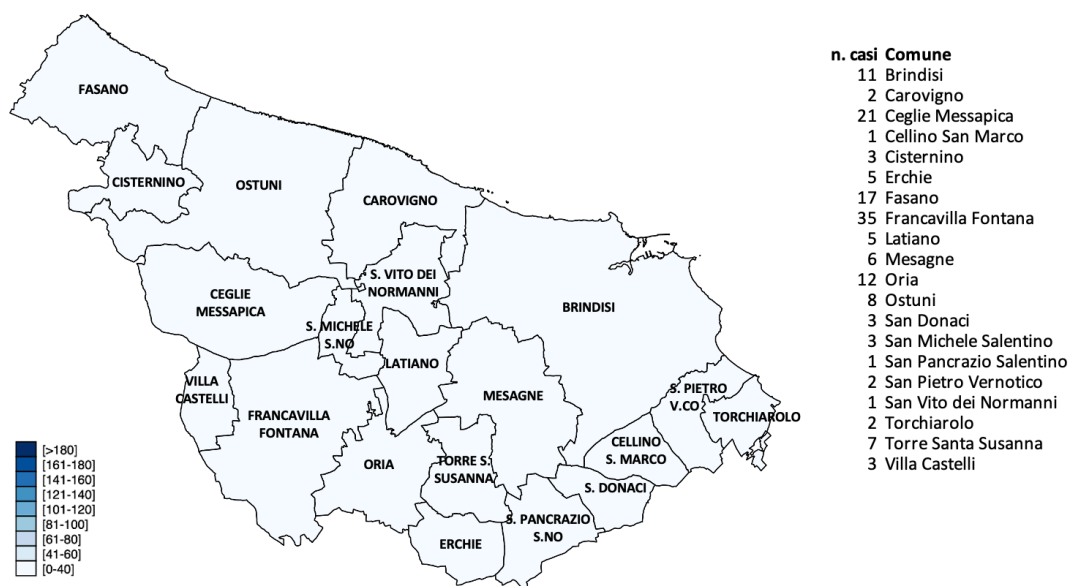 FASANO
CISTERNINO
OSTUNI
CAROVIGNO
S. VITO DEI
NORMANNI
CEGLIE
MESSAPICA
S. MICHELE
S.NO
BRINDISI
LATIANO
VILLA
CASTELLI
FRANCAVILLA
FONTANA
MESAGNE
S. PIETRO
V.CO
TORCHIAROLO
CELLINO
S. MARCO
ORIA
TORRE S.
SUSANNA
S. DONACI
S. PANCRAZIO
S.NO
ERCHIE
[>180]
[161-180]
[141-160]
[121-140]
[101-120]
[81-100]
[61-80]
[41-60]
[0-40]
n. casi Comune
11 Brindisi
2 Carovigno
21 Ceglie Messapica
1 Cellino San Marco
3 Cisternino
5 Erchie
17 Fasano
35 Francavilla Fontana
5 Latiano
6 Mesagne
12 Oria
8 Ostuni
3 San Donaci
3 San Michele Salentino
1 San Pancrazio Salentino
2 San Pietro Vernotico
1 San Vito dei Normanni
2 Torchiarolo
7 Torre Santa Susanna
3 Villa Castelli